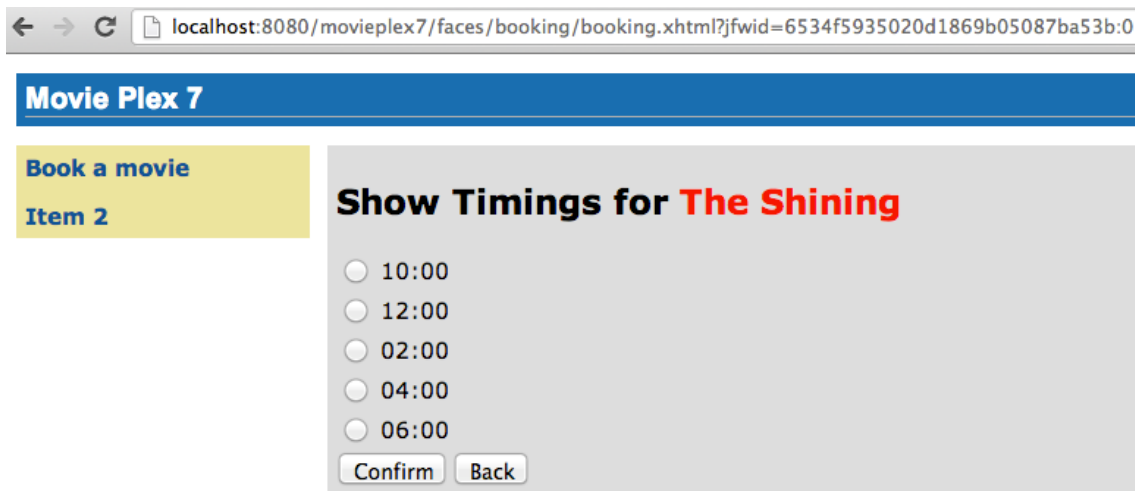 localhost:8080/movieplex7/faces/booking/booking.xhtml?jfwid=6534f5935020d1869b05087ba53b:0
Movie Plex 7
Book a movie
Item 2
Show Timings for The Shining
10:00
12:00
02:00
04:00
06:00
Confirm Back